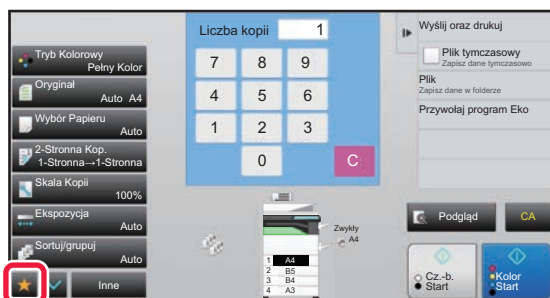 Tryb Kolorowy
Pełny Kolor
Oryginał
Auto A4
Wybór Papieru
Auto
2-Stronna Kop.
1-Stronna→1-Stronna
Skala Kopii
100%
Ekspozycja
Auto
Sortuj/grupuj
Auto
Inne
Liczba kopii 1
7 8 9
4 5 6
1 2 3
0 C
Zwykły
A4
1 A4
2 B5
3 B4
4 A3
Wyślij oraz drukuj
Plik tymczasowy
Zapisz dane tymczasowo
Plik
Zapisz dane w folderze
Przywołaj program Eko
Podgląd CA
Cz.-b.
Start
Kolor
Start